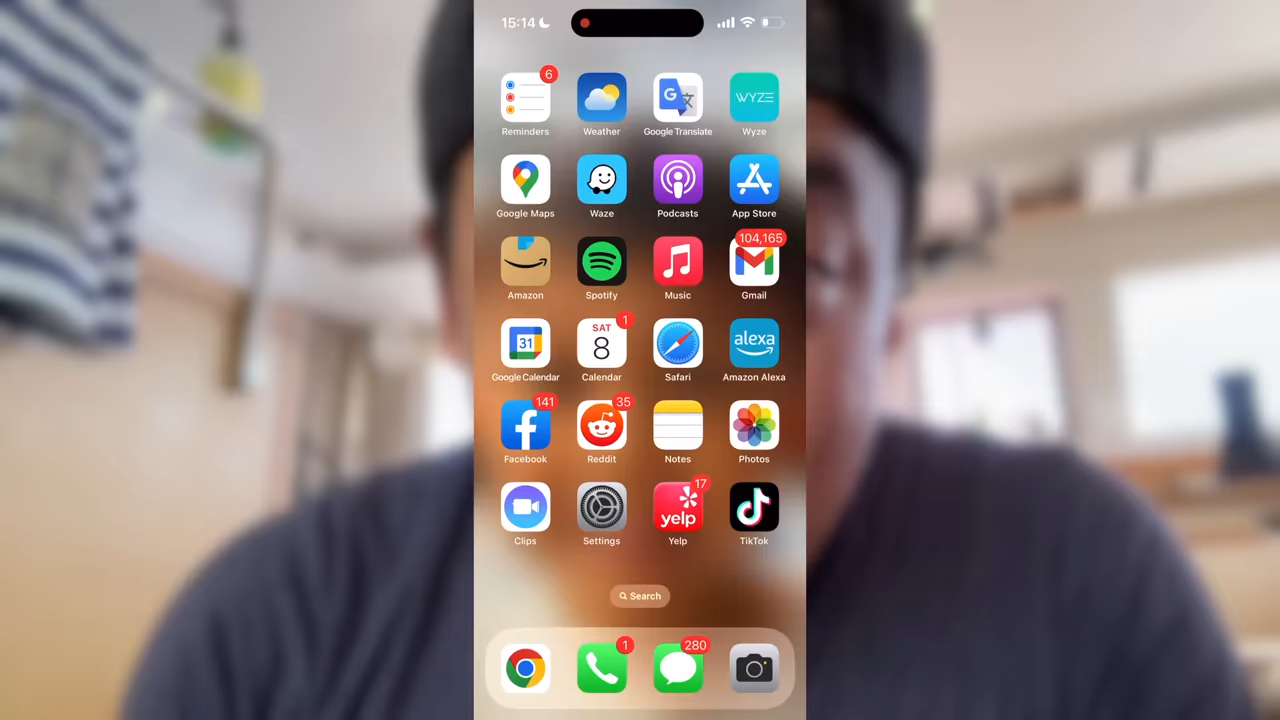 15:14
6
Reminders
Weather
G
文
Google Translate
WYZE
Wyze
Google Maps
Waze
Podcasts
App Store
Amazon
Spotify
Music
104,165
Gmail
31
Google Calendar
SAT
8
1
Calendar
Safari
alexa
Amazon Alexa
141
Facebook
35
Reddit
Notes
Photos
Clips
Settings
yelp
17
Yelp
TikTok
Search
1
280